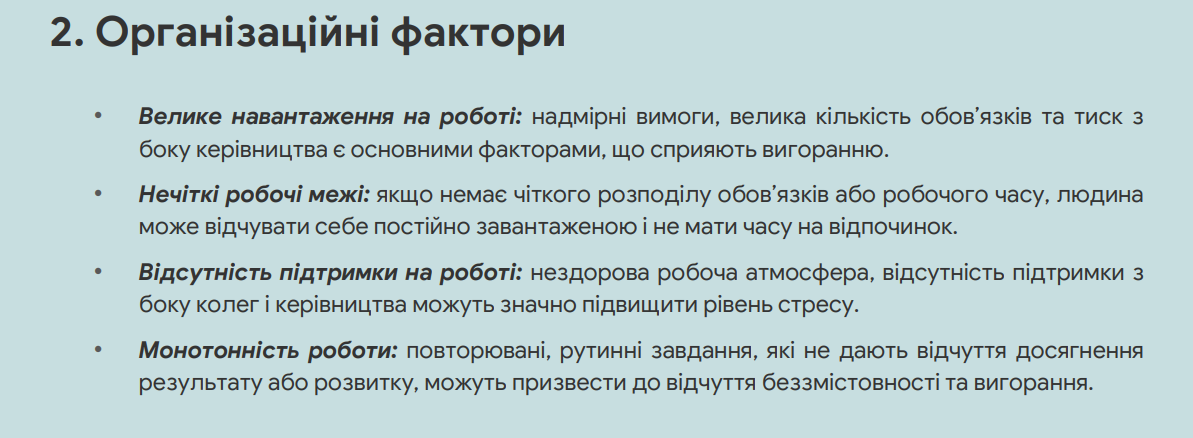 2. Організаційні фактори
• Велике навантаження на роботі: надмірні вимоги, велика кількість обов’язків та тиск з
боку керівництва є основними факторами, що сприяють вигоранню.
• Нечіткі робочі межі: якщо немає чіткого розподілу обов’язків або робочого часу, людина
може відчувати себе постійно завантаженою і не мати часу на відпочинок.
• Відсутність підтримки на роботі: нездорова робоча атмосфера, відсутність підтримки з
боку колег і керівництва можуть значно підвищити рівень стресу.
• Монотонність роботи: повторювані, рутинні завдання, які не дають відчуття досягнення
результату або розвитку, можуть призвести до відчуття беззмістовності та вигорання.